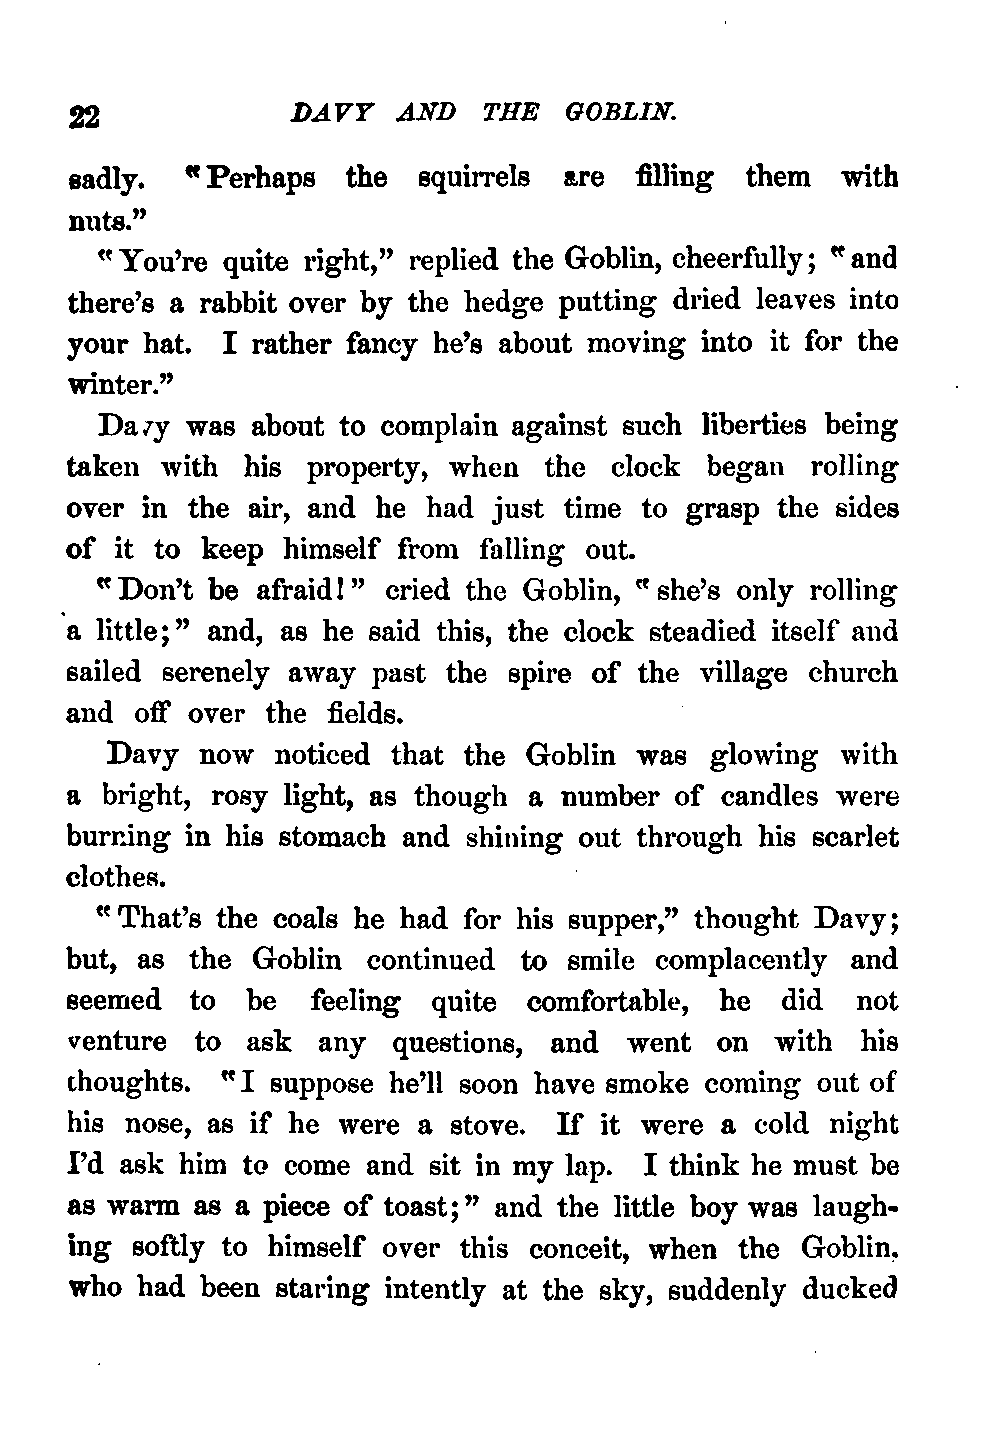 22 DAVY AND THE GOBLIN.
sadly. "Perhaps the squirrels are filling them with
nuts."
"You're quite right," replied the Goblin, cheerfully; "and
there's a rabbit over by the hedge putting dried leaves into
your hat. I rather fancy he's about moving into it for the
winter."
Davy was about to complain against such liberties being
taken with his property, when the clock began rolling
over in the air, and he had just time to grasp the sides
of it to keep himself from falling out.
"Don't be afraid!" cried the Goblin, "she's only rolling
a little;" and, as he said this, the clock steadied itself and
sailed serenely away past the spire of the village church
and off over the fields.
Davy now noticed that the Goblin was glowing with
a bright, rosy light, as though a number of candles were
burning in his stomach and shining out through his scarlet
clothes.
"That's the coals he had for his supper," thought Davy;
but, as the Goblin continued to smile complacently and
seemed to be feeling quite comfortable, he did not
venture to ask any questions, and went on with his
thoughts. "I suppose he'll soon have smoke coming out of
his nose, as if he were a stove. If it were a cold night
I'd ask him to come and sit in my lap. I think he must be
as warm as a piece of toast;" and the little boy was laugh-
ing softly to himself over this conceit, when the Goblin,
who had been staring intently at the sky, suddenly ducked